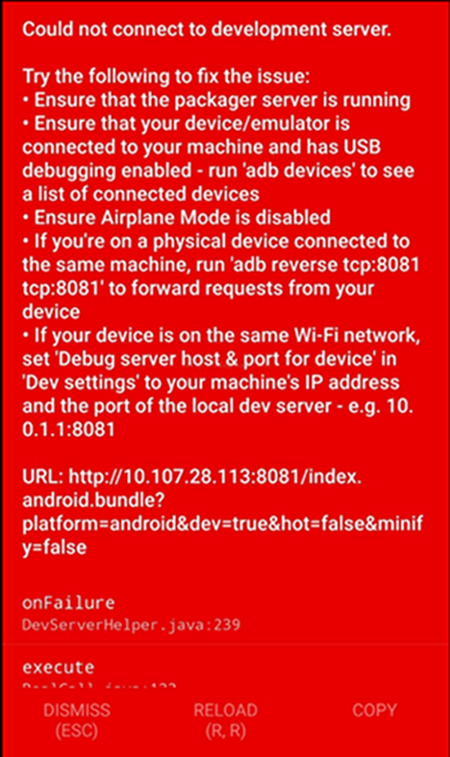 Could not connect to development server.
Try the following to fix the issue:
• Ensure that the packager server is running
• Ensure that your device/emulator is
connected to your machine and has USB
debugging enabled - run 'adb devices' to see
a list of connected devices
• Ensure Airplane Mode is disabled
• If you're on a physical device connected to
the same machine, run 'adb reverse tcp:8081
tcp:8081' to forward requests from your
device
• If your device is on the same Wi-Fi network,
set 'Debug server host & port for device' in
'Dev settings' to your machine's IP address
and the port of the local dev server - e.g. 10.
0.1.1:8081
URL: http://10.107.28.113:8081/index.
android.bundle?
platform=android&dev=true&hot=false&minif
y=false
onFailure
DevServerHelper.java:239
execute
DISMISS
(ESC)
RELOAD
(R, R)
COPY